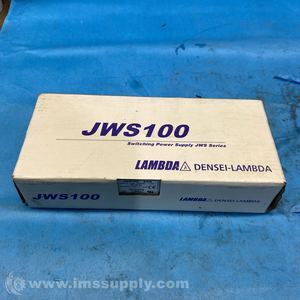 JWS100
Switching Power Supply JWS Series
LAMBDA DENSEI-LAMBDA
JWS100
LAMBDA DENSEI-LAMBDA
© www.imssupply.com